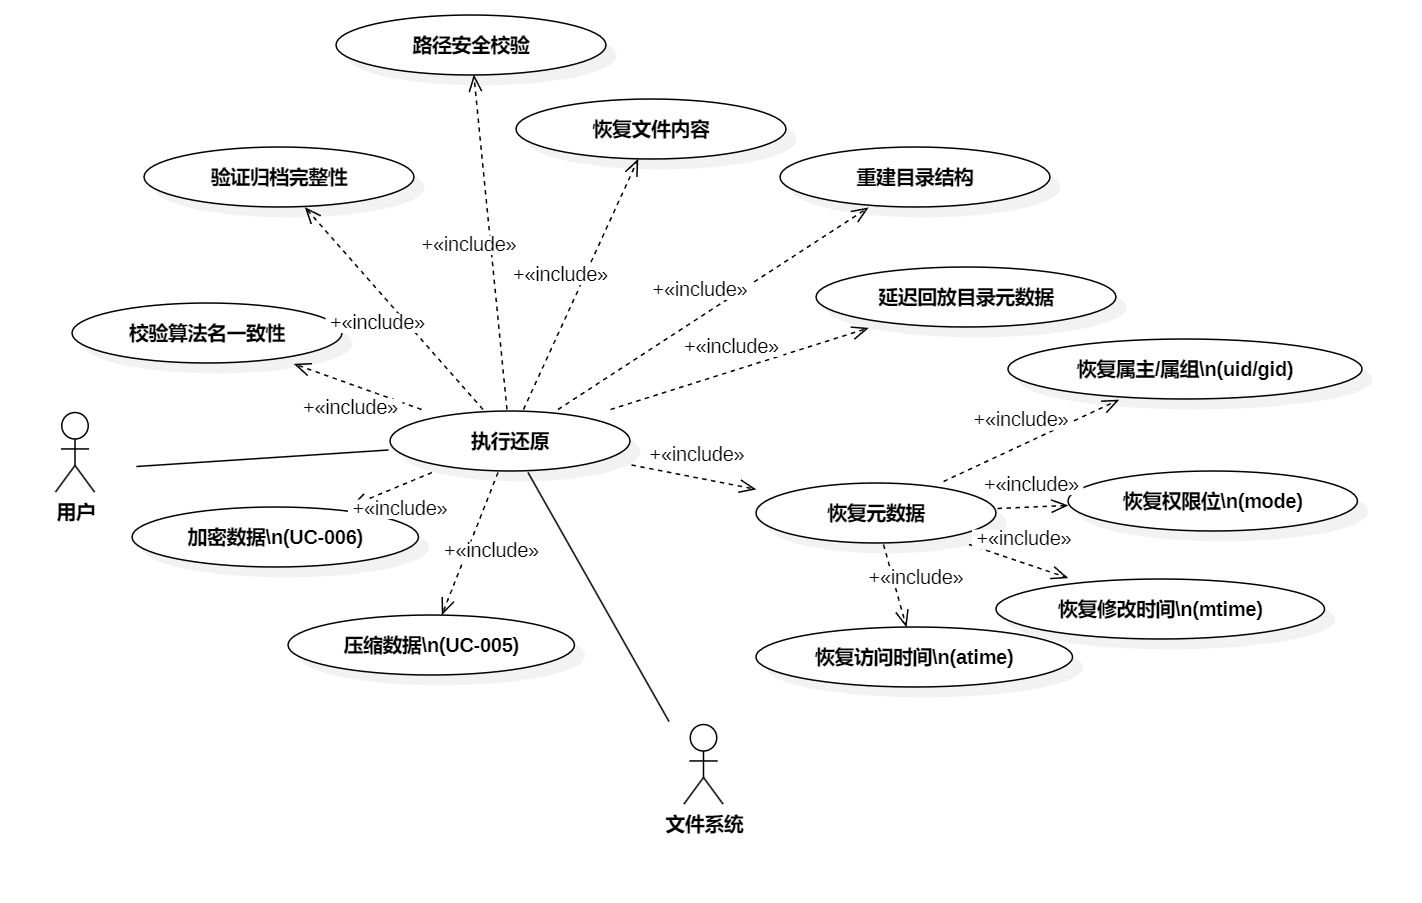 路径安全校验
恢复文件内容
验证归档完整性
重建目录结构
+«include»
+«include»
+«include»
延迟回放目录元数据
+«include»
校验算法名一致性
+«include»
恢复属主/属组\n(uid/gid)
+«include»
+«include»
执行还原
+«include»
+«include»
恢复权限位\n(mode)
用户
+«include»
恢复元数据
加密数据\n(UC-006)
+«include»
+«include»
+«include»
恢复修改时间\n(mtime)
压缩数据\n(UC-005)
恢复访问时间\n(atime)
文件系统